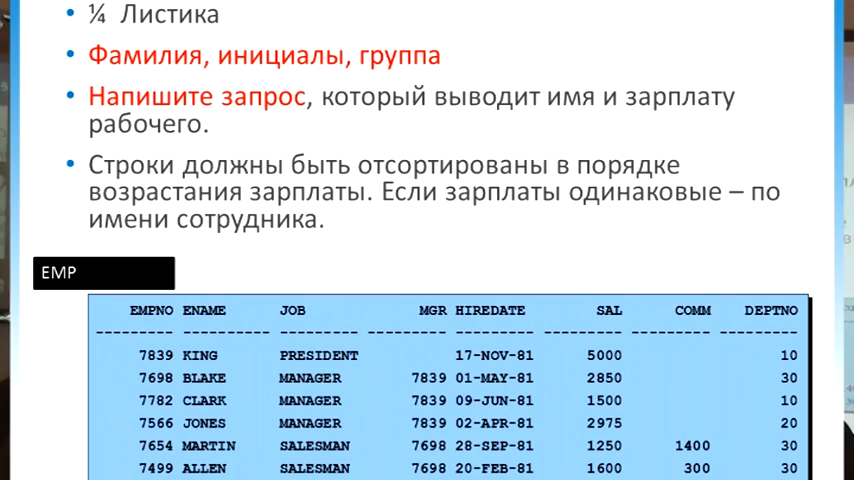 • ¼ Листика
• Фамилия, инициалы, группа
• Напишите запрос, который выводит имя и зарплату
рабочего.
• Строки должны быть отсортированы в порядке
возрастания зарплаты. Если зарплаты одинаковые – по
имени сотрудника.
EMP
EMPNO ENAME JOB MGR HIREDATE SAL COMM DEPTNO
--------- ---------- --------- --------- --------- --------- --------- ---------
7839 KING PRESIDENT 17-NOV-81 5000 10
7698 BLAKE MANAGER 7839 01-MAY-81 2850 30
7782 CLARK MANAGER 7839 09-JUN-81 1500 10
7566 JONES MANAGER 7839 02-APR-81 2975 20
7654 MARTIN SALESMAN 7698 28-SEP-81 1250 1400 30
7499 ALLEN SALESMAN 7698 20-FEB-81 1600 300 30